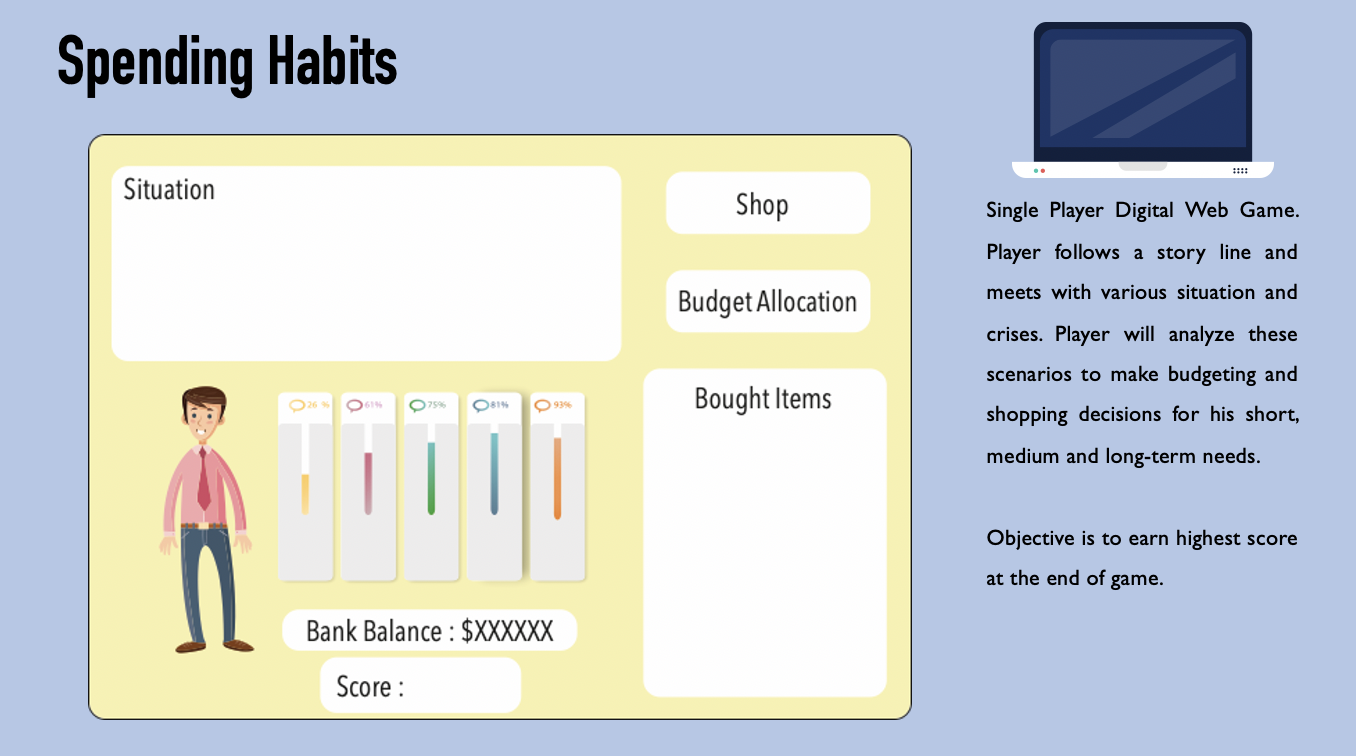 Spending Habits
Situation
Shop
Budget Allocation
26 %
61%
75%
81%
93%
Bought Items
Bank Balance : $XXXXXX
Score :
Single Player Digital Web Game.
Player follows a story line and
meets with various situation and
crises. Player will analyze these
scenarios to make budgeting and
shopping decisions for his short,
medium and long-term needs.
Objective is to earn highest score
at the end of game.